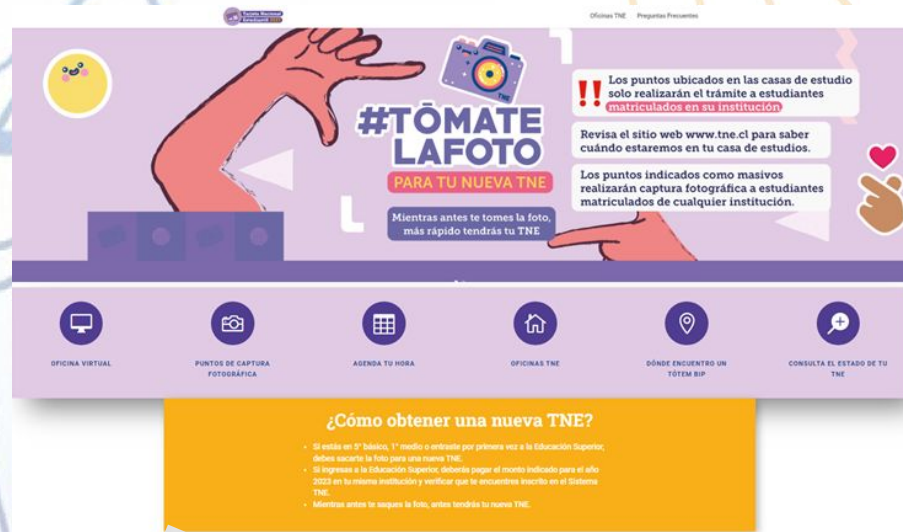 Tarjeta Nacional
Estudiantil
Oficinas TNE
Preguntas Frecuentes
TNE
#TÓMATE
LAFOTO
PARA TU NUEVA TNE
Mientras antes te tomes la foto,
más rápido tendrás tu TNE
!! Los puntos ubicados en las casas de estudio
solo realizarán el trámite a estudiantes
matriculados en su institución.
Revisa el sitio web www.tne.cl para saber
cuándo estaremos en tu casa de estudios.
Los puntos indicados como masivos
realizarán captura fotográfica a estudiantes
matriculados de cualquier institución.
OFICINA VIRTUAL
PUNTOS DE CAPTURA
FOTOGRÁFICA
AGENDA TU HORA
OFICINAS TNE
DÓNDE ENCUENTRO UN
TÓTEM BIP
CONSULTA EL ESTADO DE TU
TNE
¿Cómo obtener una nueva TNE?
• Si estás en 5° básico, 1° medio o entraste por primera vez a la Educación Superior,
debes sacarte la foto para una nueva TNE.
• Si ingresas a la Educación Superior, deberás pagar el monto indicado para el año
2023 en tu misma institución y verificar que te encuentres inscrito en el Sistema
TNE.
• Mientras antes te saques la foto, antes tendrás tu nueva TNE.